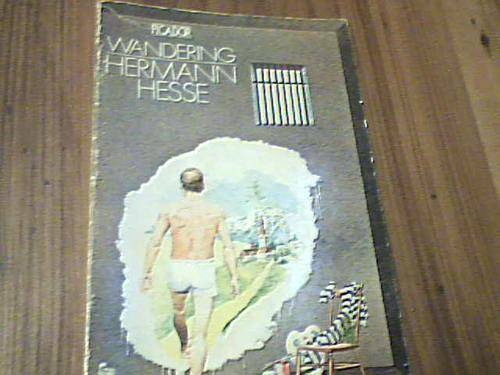 PICADOR
WANDERING
HERMANN
HESSE